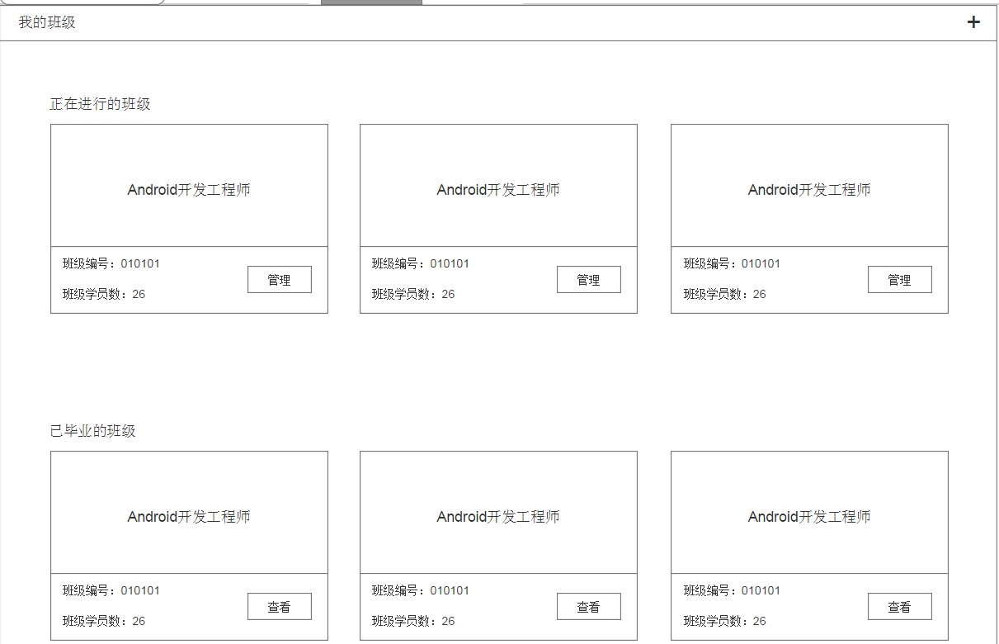 我的班级
+
正在进行的班级
Android开发工程师
Android开发工程师
Android开发工程师
班级编号：010101
班级学员数：26
管理
班级编号：010101
班级学员数：26
管理
班级编号：010101
班级学员数：26
管理
已毕业的班级
Android开发工程师
Android开发工程师
Android开发工程师
班级编号：010101
班级学员数：26
查看
班级编号：010101
班级学员数：26
查看
班级编号：010101
班级学员数：26
查看